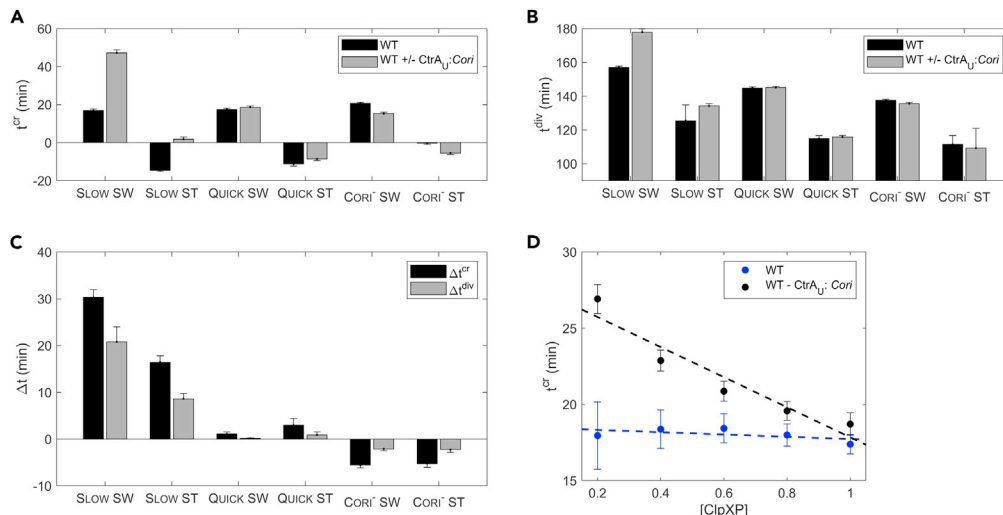 A
60
40
20
0
-20
t^cr (min)
WT
WT +/- CtrA_U:Cori
SLOW SW SLOW ST QUICK SW QUICK ST CORI⁻ SW CORI⁻ ST
B
180
160
140
120
100
t^div (min)
WT
WT +/- CtrA_U:Cori
SLOW SW SLOW ST QUICK SW QUICK ST CORI⁻ SW CORI⁻ ST
C
40
30
20
10
0
-10
Δt (min)
Δt^cr
Δt^div
SLOW SW SLOW ST QUICK SW QUICK ST CORI⁻ SW CORI⁻ ST
D
30
25
20
15
t^cr (min)
WT
WT - CtrA_U: Cori
0.2 0.4 0.6 0.8 1
[ClpXP]